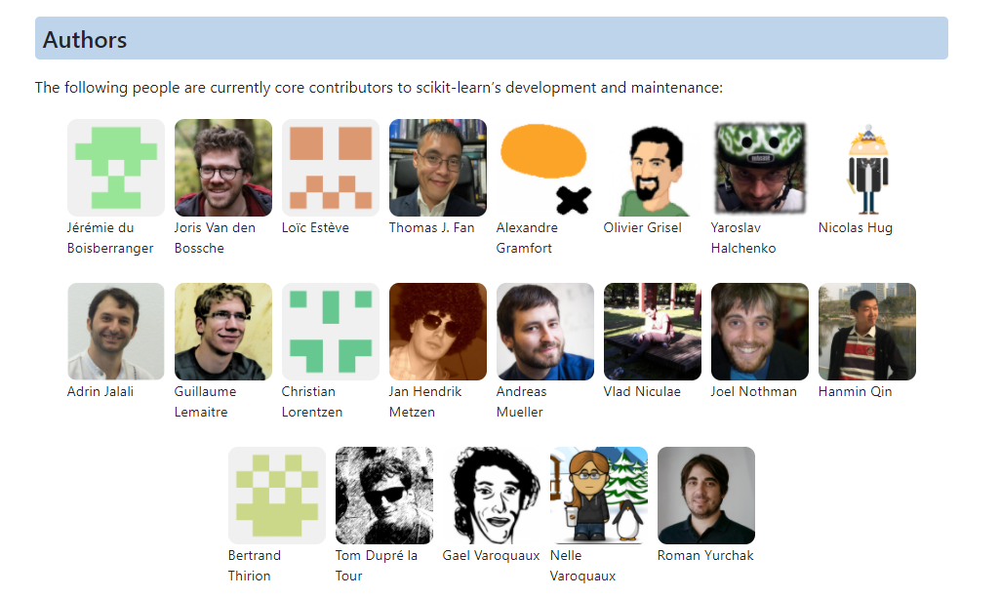 Authors
The following people are currently core contributors to scikit-learn’s development and maintenance:
Jérémie du
Boisberranger
Joris Van den
Bossche
Loïc Estève
Thomas J. Fan
Alexandre
Gramfort
Olivier Grisel
Yaroslav
Halchenko
Nicolas Hug
Adrin Jalali
Guillaume
Lemaitre
Christian
Lorentzen
Jan Hendrik
Metzen
Andreas
Mueller
Vlad Niculae
Joel Nothman
Hanmin Qin
Bertrand
Thirion
Tom Dupré la
Tour
Gael Varoquaux
Nelle
Varoquaux
Roman Yurchak